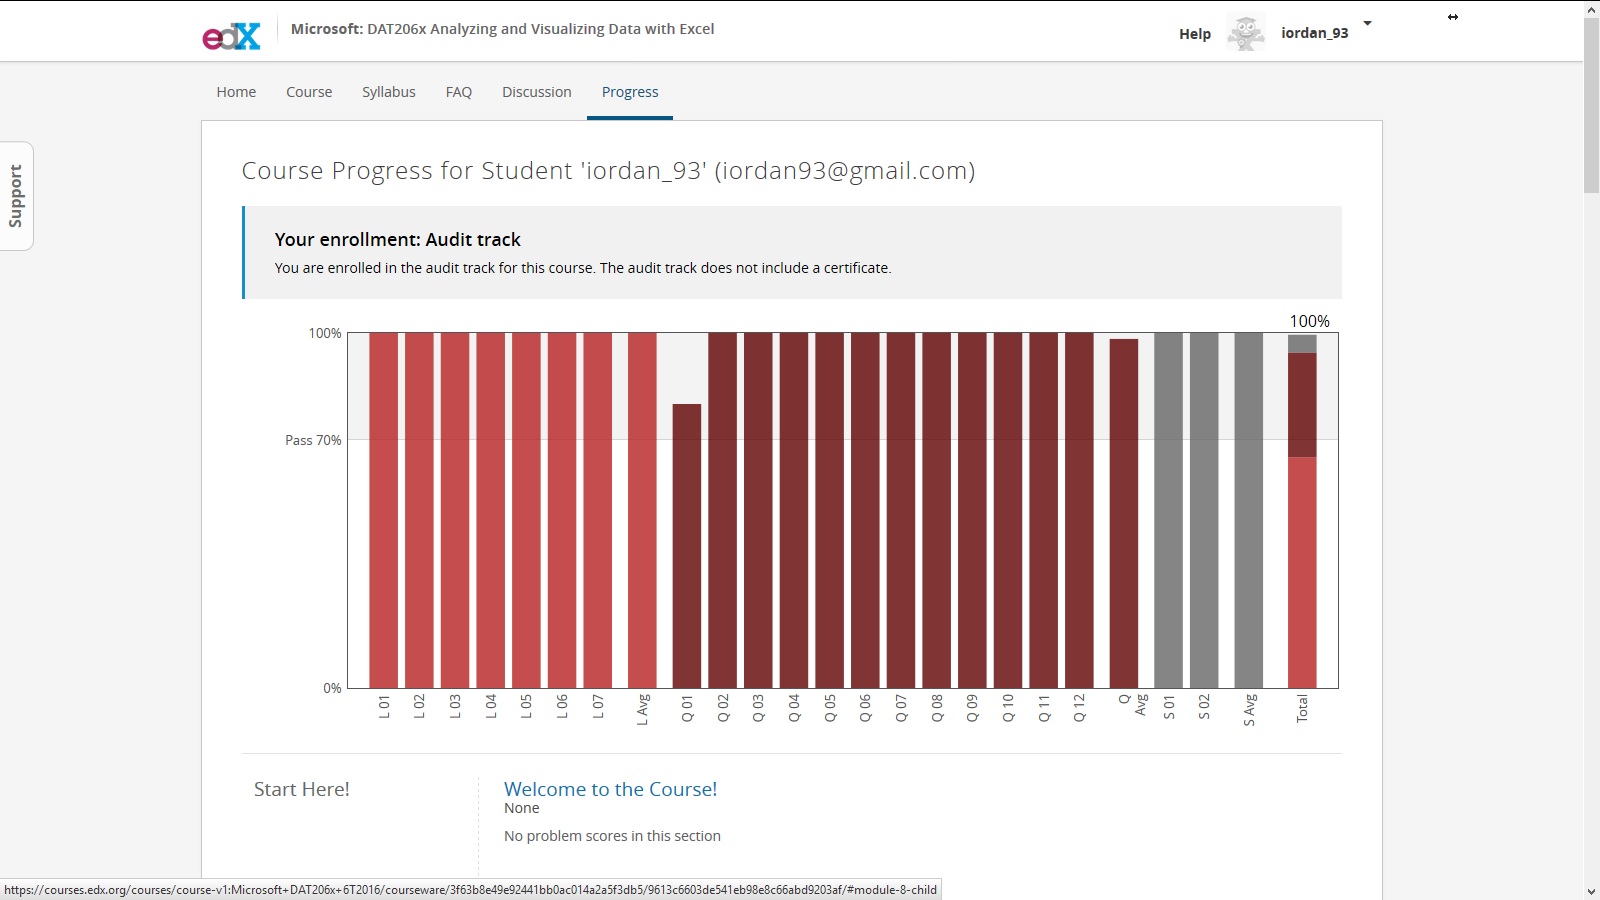 edX
Microsoft: DAT206x Analyzing and Visualizing Data with Excel
Help
iordan_93
Home Course Syllabus FAQ Discussion Progress
Support
Course Progress for Student 'iordan_93' (iordan93@gmail.com)
Your enrollment: Audit track
You are enrolled in the audit track for this course. The audit track does not include a certificate.
100%
100%
Pass 70%
0%
L 01 L 02 L 03 L 04 L 05 L 06 L 07 L Avg Q 01 Q 02 Q 03 Q 04 Q 05 Q 06 Q 07 Q 08 Q 09 Q 10 Q 11 Q 12 Q Avg S 01 S 02 S Avg Total
Start Here!
Welcome to the Course!
None
No problem scores in this section
https://courses.edx.org/courses/course-v1:Microsoft+DAT206x+6T2016/courseware/3f63b8e49e92441bb0ac014a2a5f3db5/9613c6603de541eb98e8c66abd9203af/#module-8-child